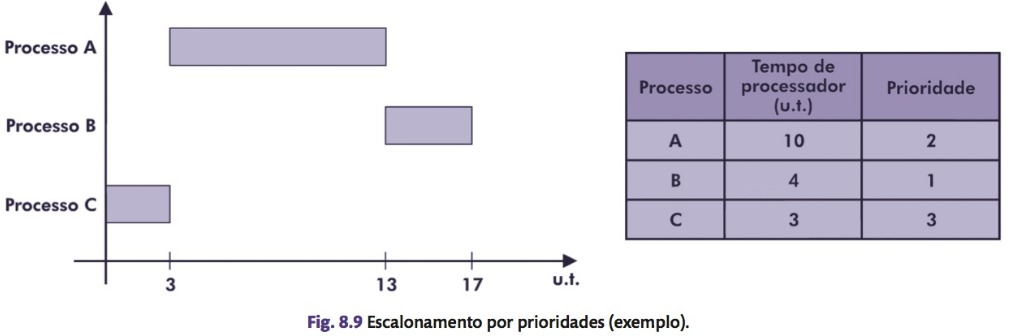 Processo A
Processo B
Processo C
3
13
17
u.t.
Processo
Tempo de
processador
(u.t.)
Prioridade
A 10 2
B 4 1
C 3 3
Fig. 8.9 Escalonamento por prioridades (exemplo).